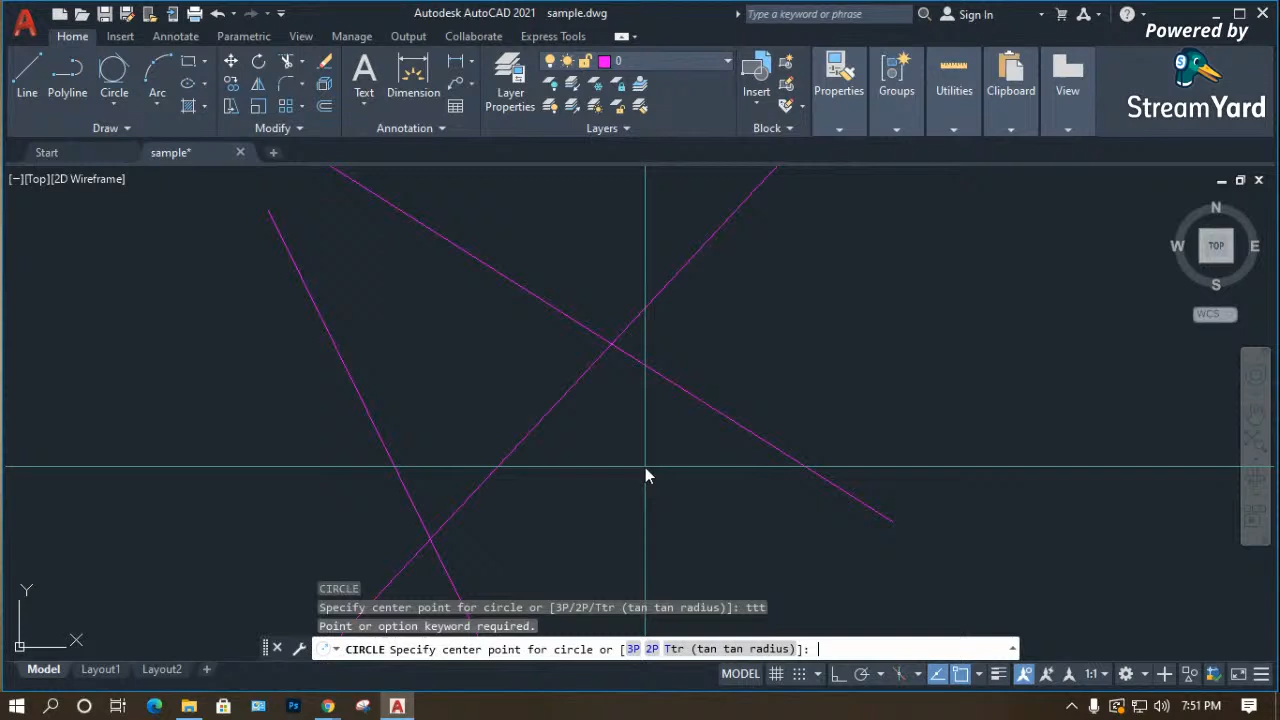 Autodesk AutoCAD 2021 sample.dwg
Type a keyword or phrase
Sign In
Powered by
StreamYard
Home Insert Annotate Parametric View Manage Output Collaborate Express Tools
0
Line Polyline Circle Arc
Text Dimension
Layer
Properties
Insert
Properties Groups Utilities Clipboard View
Draw Modify Annotation Layers Block
Start sample*
[−][Top][2D Wireframe]
N
W TOP E
S
WCS
Y
X
CIRCLE
Specify center point for circle or [3P/2P/Ttr (tan tan radius)]: ttt
Point or option keyword required.
CIRCLE Specify center point for circle or [3P 2P Ttr (tan tan radius)]:
Model Layout1 Layout2 +
MODEL 1:1
7:51 PM